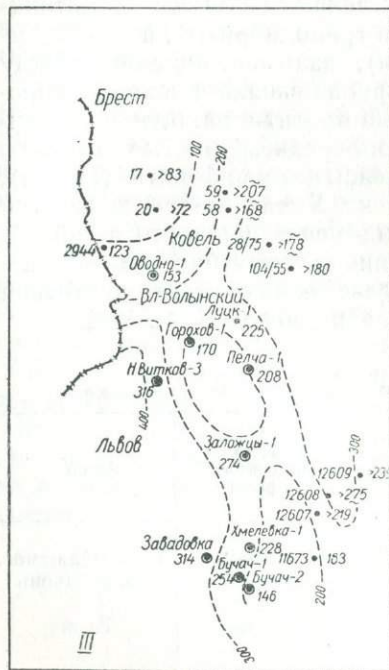 Брест
100
200
17 • >83
59 • >207
20 • >72
58 • >168
Ковель
28/75 • >178
2944 • 123
Оводно-1
153
104/55 • >180
Вл-Волынский
Луцк-1
225
Горохов-1
170
Пелча-1
208
Н.Витков-3
316
400
Львов
Заложцы-1
274
300
12609 • >235
12608 • >275
12607 • >219
Хмелевка-1
228
Завадовка
314
11673 • 163
Бучач-1
254
Бучач-2
146
200
300
III